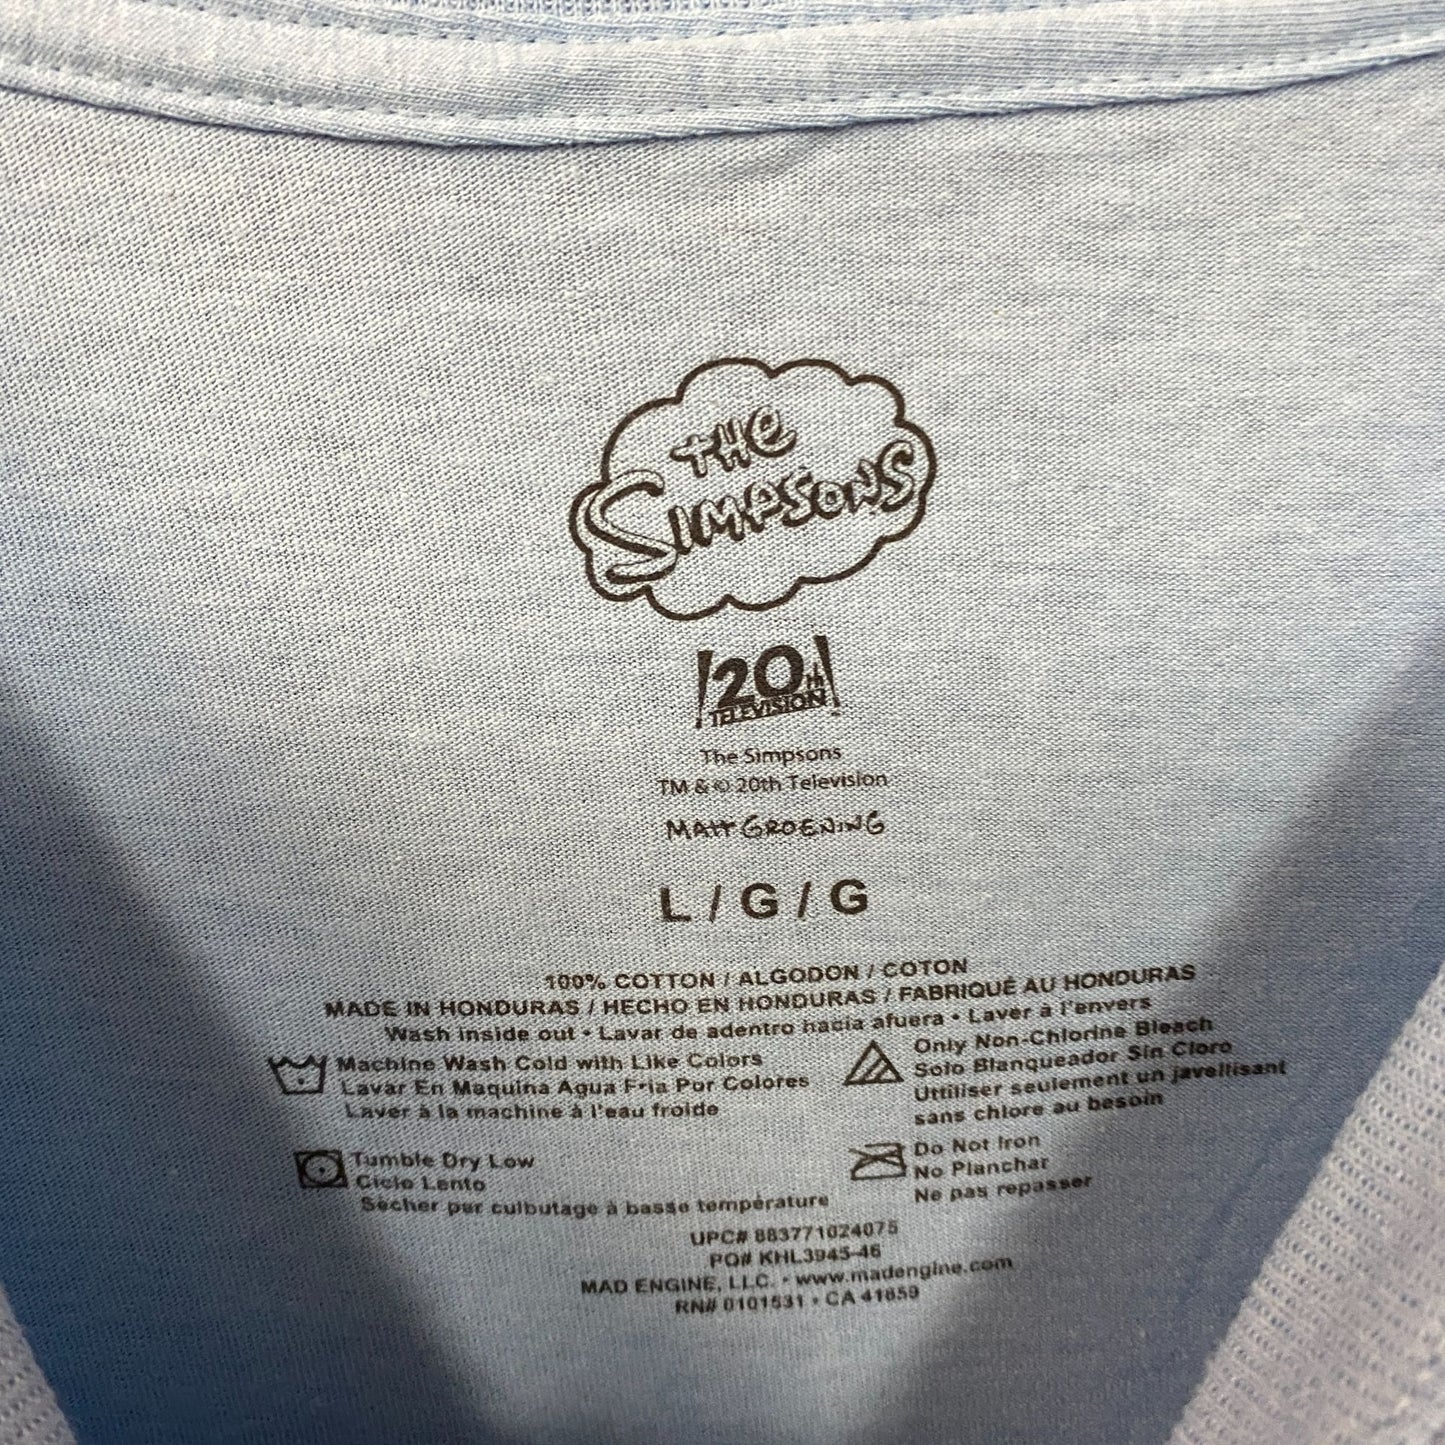 THE
SIMPSONS
20th
TELEVISION
The Simpsons
TM & © 20th Television
MATT GROENING
L / G / G
100% COTTON / ALGODON / COTON
MADE IN HONDURAS / HECHO EN HONDURAS / FABRIQUÉ AU HONDURAS
Wash inside out • Lavar de adentro hacia afuera • Laver à l'envers
Machine Wash Cold with Like Colors
Lavar En Maquina Agua Fria Por Colores
Laver à la machine à l'eau froide
Only Non-Chlorine Bleach
Solo Blanqueador Sin Cloro
Uttiliser seulement un javellisant
sans chlore au besoin
Tumble Dry Low
Ciclo Lento
Sècher par culbutage à basse température
Do Not Iron
No Planchar
Ne pas repasser
UPC# 883771024075
PO# KHL3945-46
MAD ENGINE, LLC. • www.madengine.com
RN# 0101531 • CA 41859